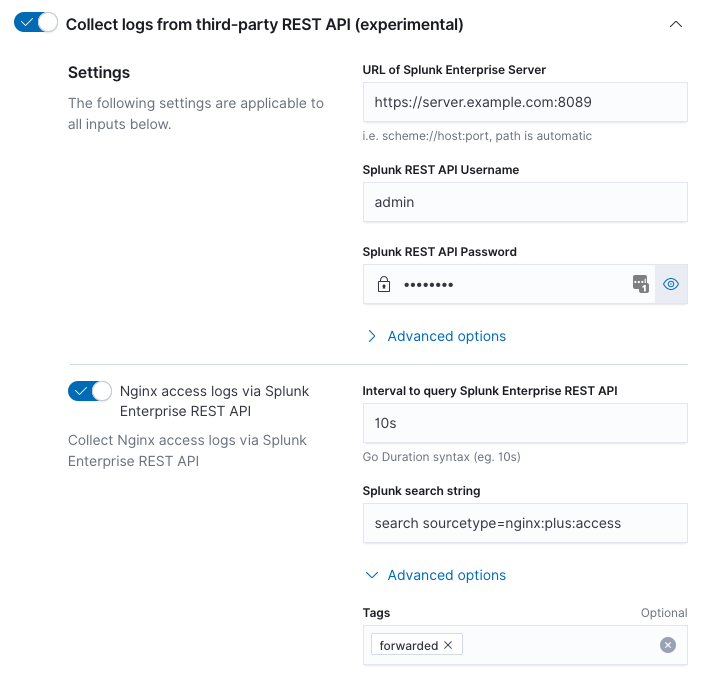 Collect logs from third-party REST API (experimental)
Settings
The following settings are applicable to
all inputs below.
URL of Splunk Enterprise Server
https://server.example.com:8089
i.e. scheme://host:port, path is automatic
Splunk REST API Username
admin
Splunk REST API Password
••••••••
1
Advanced options
Nginx access logs via Splunk
Enterprise REST API
Collect Nginx access logs via Splunk
Enterprise REST API
Interval to query Splunk Enterprise REST API
10s
Go Duration syntax (eg. 10s)
Splunk search string
search sourcetype=nginx:plus:access
Advanced options
Tags Optional
forwarded